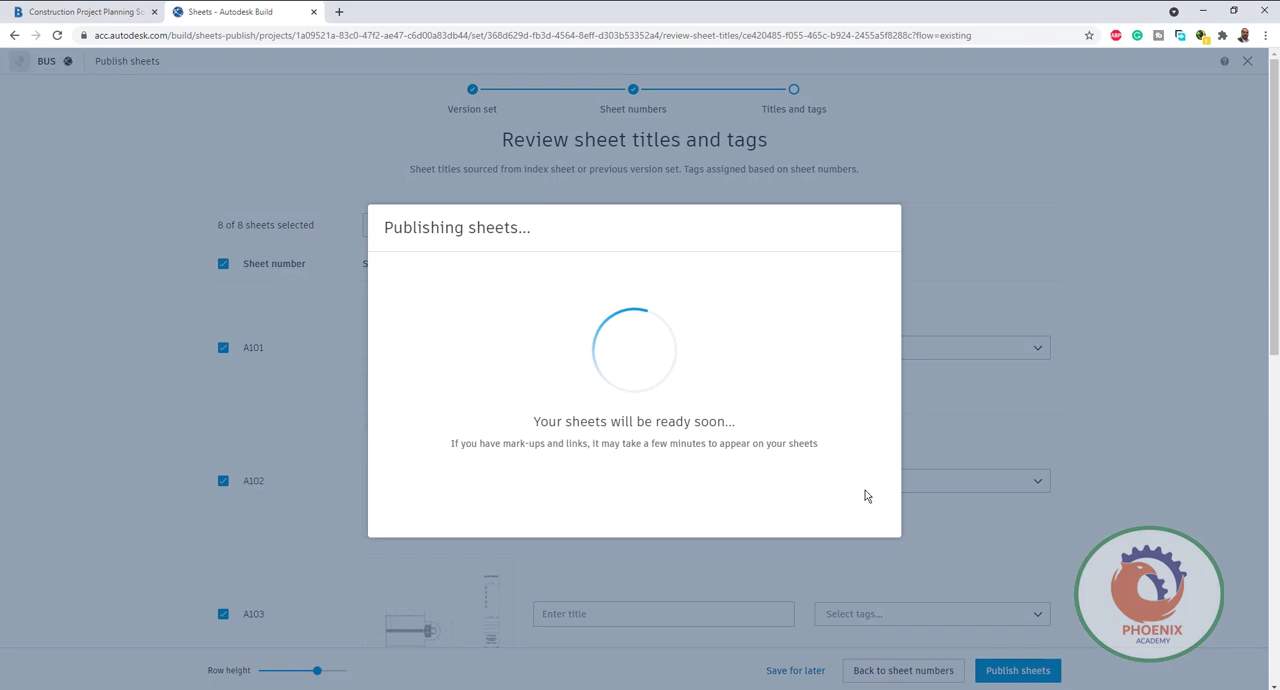 Construction Project Planning So
Sheets - Autodesk Build
acc.autodesk.com/build/sheets-publish/projects/1a09521a-83c0-47f2-ae47-c6d00a83db44/set/368d629d-fb3d-4564-8eff-d303b53352a4/review-sheet-titles/ce420485-f055-465c-b924-2455a5f8288c?flow=existing
BUS
Publish sheets
Version set
Sheet numbers
Titles and tags
Review sheet titles and tags
Sheet titles sourced from index sheet or previous version set. Tags assigned based on sheet numbers.
8 of 8 sheets selected
Sheet number
S
Publishing sheets...
Your sheets will be ready soon...
If you have mark-ups and links, it may take a few minutes to appear on your sheets
A101
A102
A103
Enter title
Select tags...
Row height
Save for later
Back to sheet numbers
Publish sheets
PHOENIX
ACADEMY